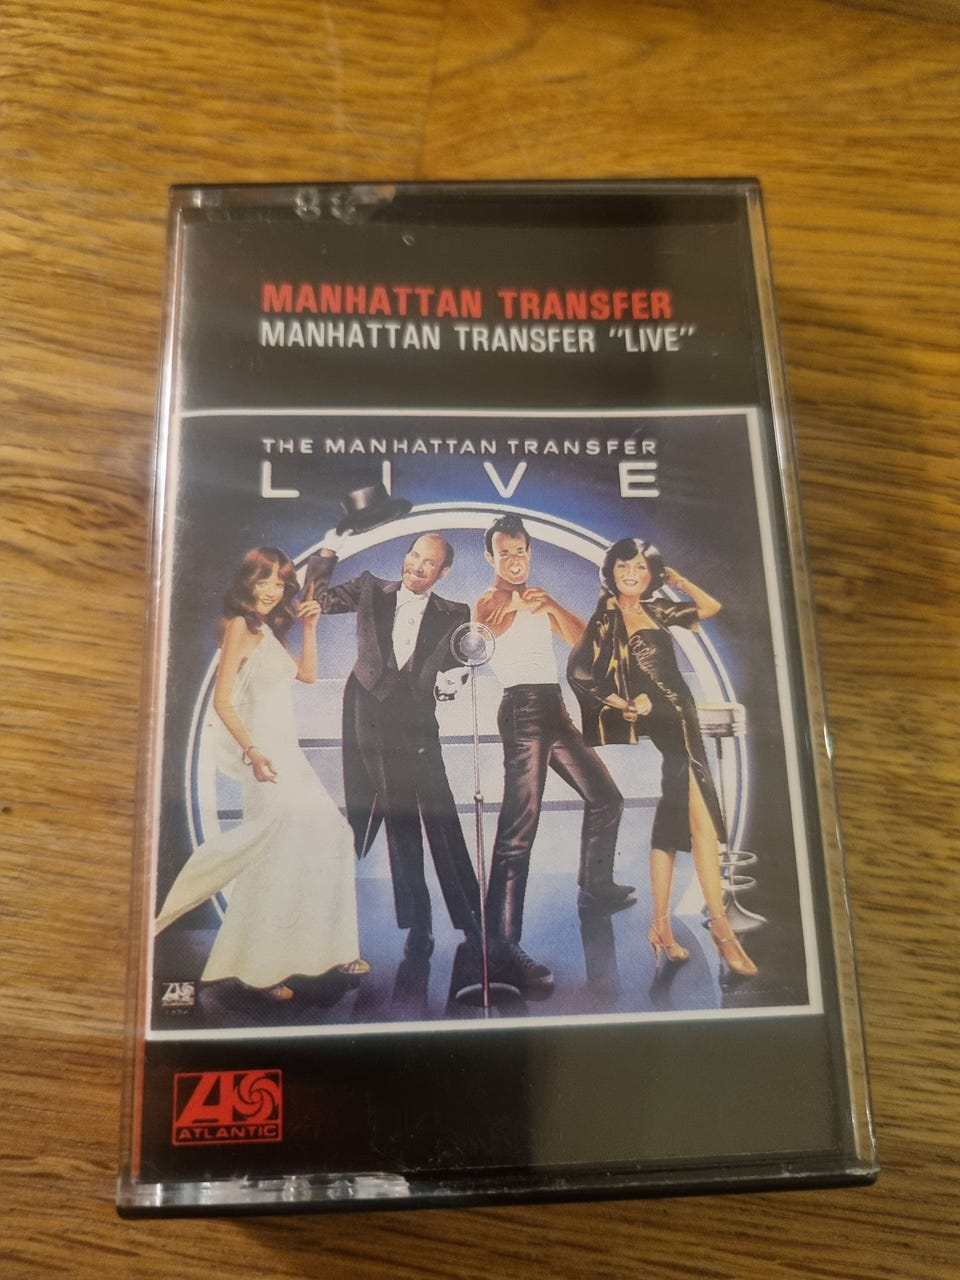 MANHATTAN TRANSFER
MANHATTAN TRANSFER "LIVE"
THE MANHATTAN TRANSFER
LIVE
ATLANTIC